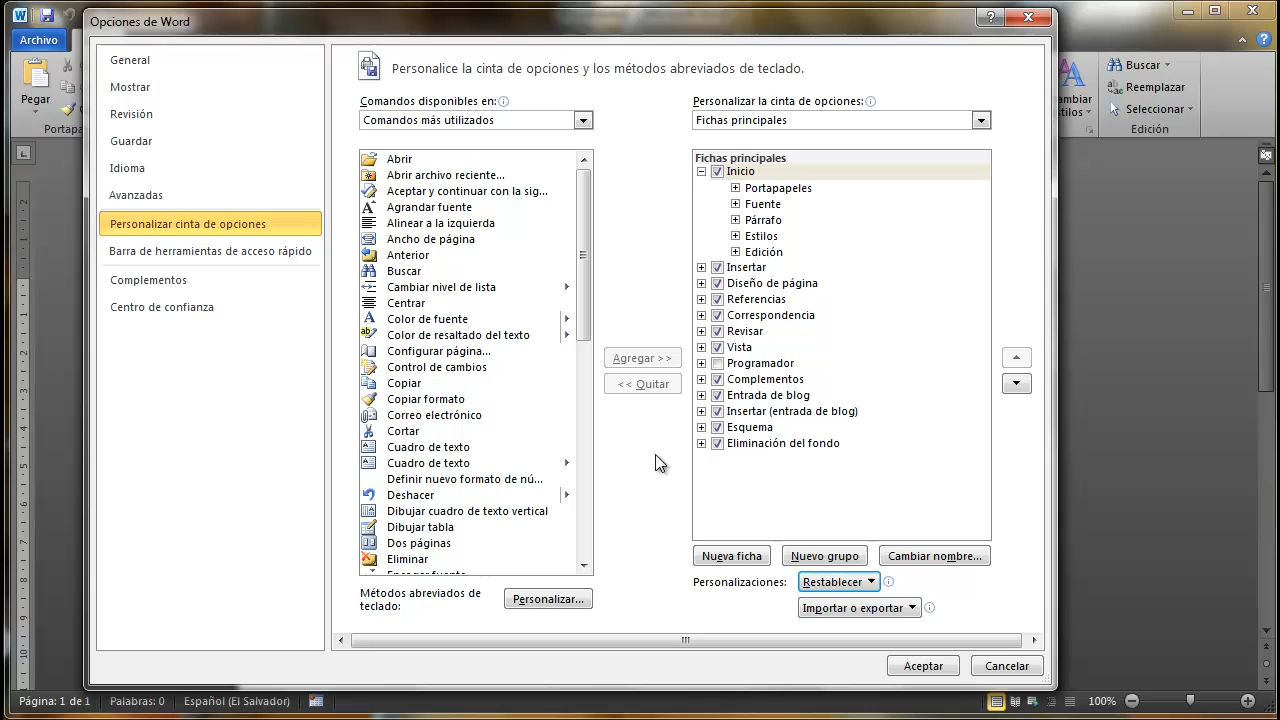 Opciones de Word
Archivo
Pegar
Portapa
Buscar
Reemplazar
Seleccionar
Edición
General
Mostrar
Revisión
Guardar
Idioma
Avanzadas
Personalizar cinta de opciones
Barra de herramientas de acceso rápido
Complementos
Centro de confianza
Personalice la cinta de opciones y los métodos abreviados de teclado.
Comandos disponibles en:
Comandos más utilizados
Abrir
Abrir archivo reciente...
Aceptar y continuar con la sig...
Agrandar fuente
Alinear a la izquierda
Ancho de página
Anterior
Buscar
Cambiar nivel de lista
Centrar
Color de fuente
Color de resaltado del texto
Configurar página...
Control de cambios
Copiar
Copiar formato
Correo electrónico
Cortar
Cuadro de texto
Cuadro de texto
Definir nuevo formato de nú...
Deshacer
Dibujar cuadro de texto vertical
Dibujar tabla
Dos páginas
Eliminar
Métodos abreviados de
teclado:
Personalizar...
Agregar >>
<< Quitar
Personalizar la cinta de opciones:
Fichas principales
Fichas principales
Inicio
Portapapeles
Fuente
Párrafo
Estilos
Edición
Insertar
Diseño de página
Referencias
Correspondencia
Revisar
Vista
Programador
Complementos
Entrada de blog
Insertar (entrada de blog)
Esquema
Eliminación del fondo
Nueva ficha
Nuevo grupo
Cambiar nombre...
Personalizaciones:
Restablecer
Importar o exportar
Aceptar
Cancelar
Página: 1 de 1
Palabras: 0
Español (El Salvador)
100%